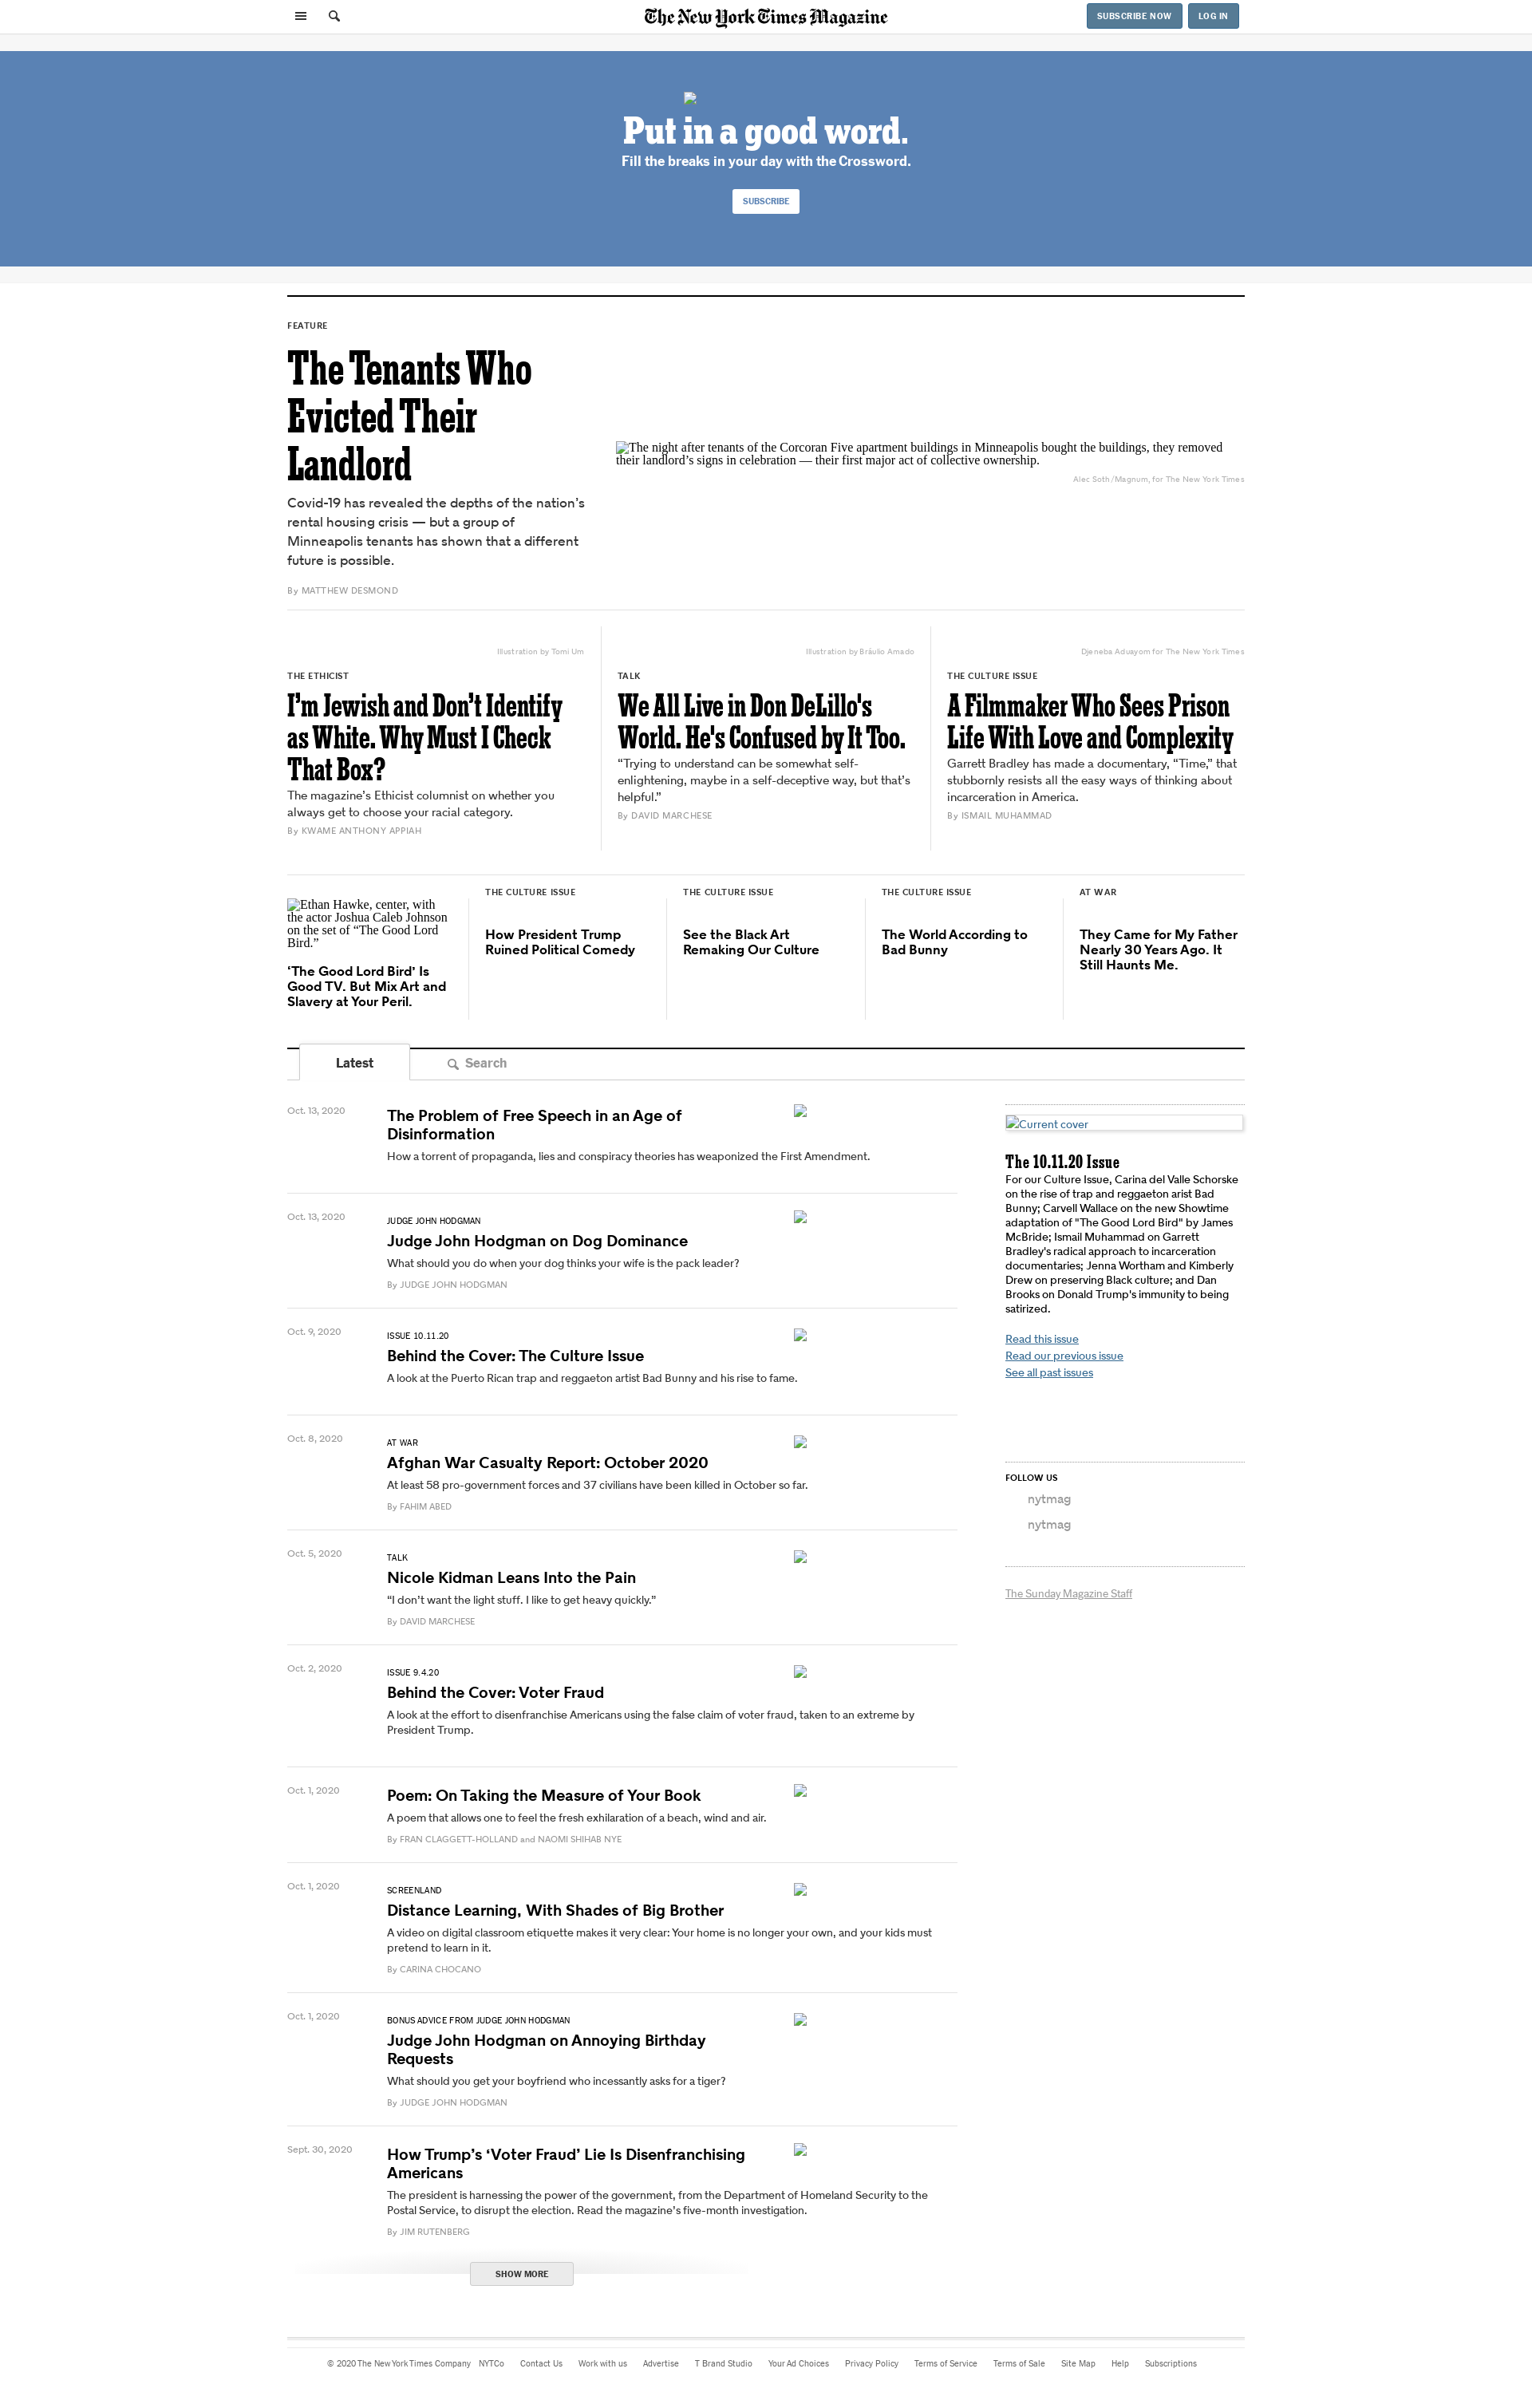 The New York Times Magazine
SUBSCRIBE NOW
LOG IN
Put in a good word.
Fill the breaks in your day with the Crossword.
SUBSCRIBE
FEATURE
The Tenants Who
Evicted Their
Landlord
Covid-19 has revealed the depths of the nation’s
rental housing crisis — but a group of
Minneapolis tenants has shown that a different
future is possible.
By MATTHEW DESMOND
The night after tenants of the Corcoran Five apartment buildings in Minneapolis bought the buildings, they removed
their landlord’s signs in celebration — their first major act of collective ownership.
Alec Soth/Magnum, for The New York Times
Illustration by Tomi Um
THE ETHICIST
I’m Jewish and Don’t Identify
as White. Why Must I Check
That Box?
The magazine’s Ethicist columnist on whether you
always get to choose your racial category.
By KWAME ANTHONY APPIAH
Illustration by Bráulio Amado
TALK
We All Live in Don DeLillo's
World. He's Confused by It Too.
“Trying to understand can be somewhat self-
enlightening, maybe in a self-deceptive way, but that’s
helpful.”
By DAVID MARCHESE
Djeneba Aduayom for The New York Times
THE CULTURE ISSUE
A Filmmaker Who Sees Prison
Life With Love and Complexity
Garrett Bradley has made a documentary, “Time,” that
stubbornly resists all the easy ways of thinking about
incarceration in America.
By ISMAIL MUHAMMAD
Ethan Hawke, center, with
the actor Joshua Caleb Johnson
on the set of “The Good Lord
Bird.”
‘The Good Lord Bird’ Is
Good TV. But Mix Art and
Slavery at Your Peril.
THE CULTURE ISSUE
How President Trump
Ruined Political Comedy
THE CULTURE ISSUE
See the Black Art
Remaking Our Culture
THE CULTURE ISSUE
The World According to
Bad Bunny
AT WAR
They Came for My Father
Nearly 30 Years Ago. It
Still Haunts Me.
Latest
Search
Oct. 13, 2020
The Problem of Free Speech in an Age of
Disinformation
How a torrent of propaganda, lies and conspiracy theories has weaponized the First Amendment.
Oct. 13, 2020
JUDGE JOHN HODGMAN
Judge John Hodgman on Dog Dominance
What should you do when your dog thinks your wife is the pack leader?
By JUDGE JOHN HODGMAN
Oct. 9, 2020
ISSUE 10.11.20
Behind the Cover: The Culture Issue
A look at the Puerto Rican trap and reggaeton artist Bad Bunny and his rise to fame.
Oct. 8, 2020
AT WAR
Afghan War Casualty Report: October 2020
At least 58 pro-government forces and 37 civilians have been killed in October so far.
By FAHIM ABED
Oct. 5, 2020
TALK
Nicole Kidman Leans Into the Pain
“I don’t want the light stuff. I like to get heavy quickly.”
By DAVID MARCHESE
Oct. 2, 2020
ISSUE 9.4.20
Behind the Cover: Voter Fraud
A look at the effort to disenfranchise Americans using the false claim of voter fraud, taken to an extreme by
President Trump.
Oct. 1, 2020
Poem: On Taking the Measure of Your Book
A poem that allows one to feel the fresh exhilaration of a beach, wind and air.
By FRAN CLAGGETT-HOLLAND and NAOMI SHIHAB NYE
Oct. 1, 2020
SCREENLAND
Distance Learning, With Shades of Big Brother
A video on digital classroom etiquette makes it very clear: Your home is no longer your own, and your kids must
pretend to learn in it.
By CARINA CHOCANO
Oct. 1, 2020
BONUS ADVICE FROM JUDGE JOHN HODGMAN
Judge John Hodgman on Annoying Birthday
Requests
What should you get your boyfriend who incessantly asks for a tiger?
By JUDGE JOHN HODGMAN
Sept. 30, 2020
How Trump’s ‘Voter Fraud’ Lie Is Disenfranchising
Americans
The president is harnessing the power of the government, from the Department of Homeland Security to the
Postal Service, to disrupt the election. Read the magazine’s five-month investigation.
By JIM RUTENBERG
SHOW MORE
Current cover
The 10.11.20 Issue
For our Culture Issue, Carina del Valle Schorske
on the rise of trap and reggaeton arist Bad
Bunny; Carvell Wallace on the new Showtime
adaptation of "The Good Lord Bird" by James
McBride; Ismail Muhammad on Garrett
Bradley's radical approach to incarceration
documentaries; Jenna Wortham and Kimberly
Drew on preserving Black culture; and Dan
Brooks on Donald Trump's immunity to being
satirized.
Read this issue
Read our previous issue
See all past issues
FOLLOW US
nytmag
nytmag
The Sunday Magazine Staff
© 2020 The New York Times Company NYTCo Contact Us Work with us Advertise T Brand Studio Your Ad Choices Privacy Policy Terms of Service Terms of Sale Site Map Help Subscriptions